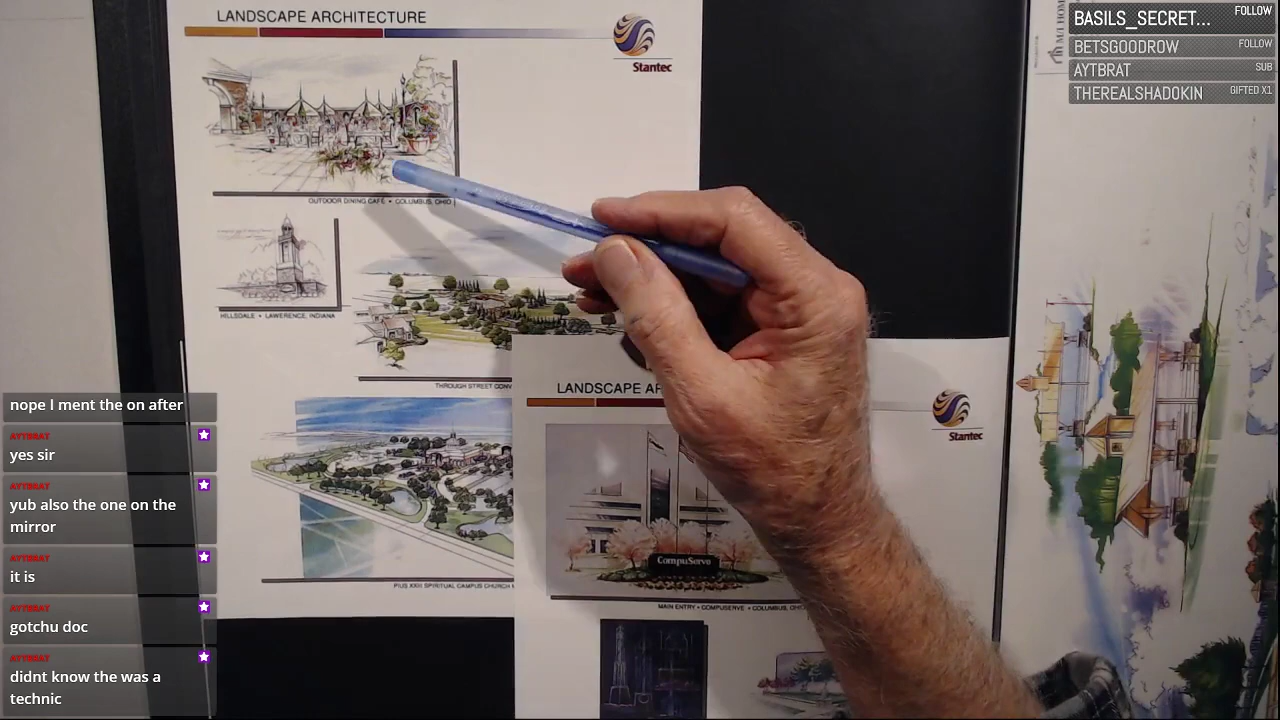 LANDSCAPE ARCHITECTURE
Stantec
OUTDOOR DINING CAFE • COLUMBUS, OHIO
HILLSDALE • LAWERENCE, INDIANA
THROUGH STREET CONV
PIUS XXIII SPIRITUAL CAMPUS CHURCH
LANDSCAPE AR
Stantec
CompuServe
MAIN ENTRY • COMPUSERVE • COLUMBUS, OHIO
BASILS_SECRET... FOLLOW
BETSGOODROW FOLLOW
AYTBRAT SUB
THEREALSHADOKIN GIFTED X1
nope I ment the on after
AYTBRAT
yes sir
AYTBRAT
yub also the one on the
mirror
AYTBRAT
it is
AYTBRAT
gotchu doc
AYTBRAT
didnt know the was a
technic